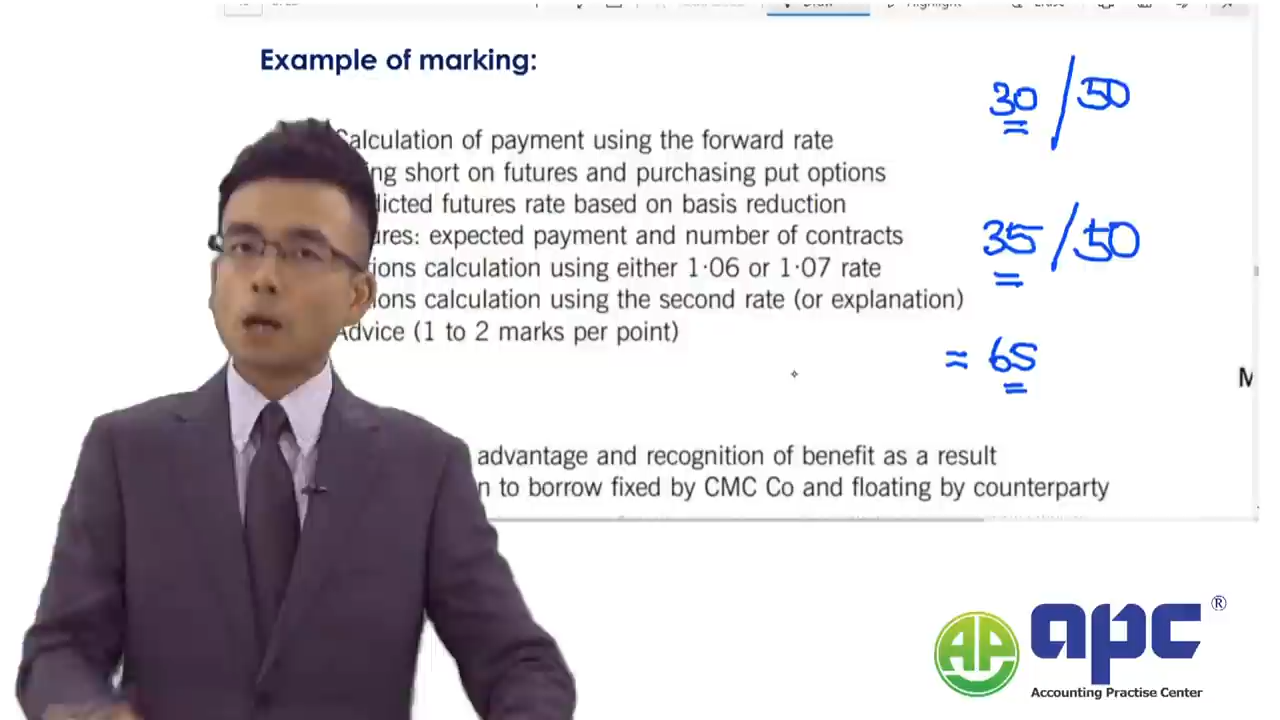 Example of marking:
30/50
Calculation of payment using the forward rate
short on futures and purchasing put options
futures rate based on basis reduction
expected payment and number of contracts
35/50
calculation using either 1·06 or 1·07 rate
calculation using the second rate (or explanation)
Advice (1 to 2 marks per point)
= 65
M
advantage and recognition of benefit as a result
to borrow fixed by CMC Co and floating by counterparty
AP
apc®
Accounting Practise Center